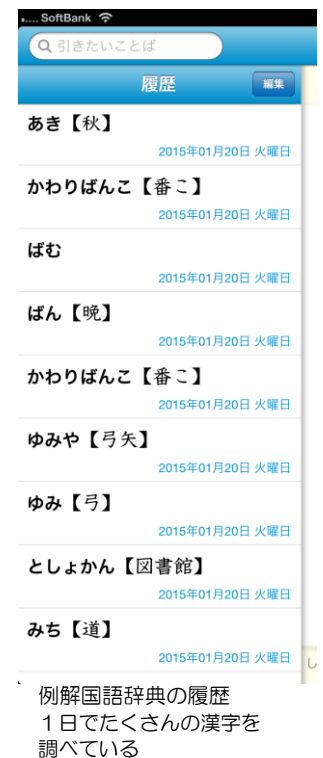 ..... SoftBank
引きたいことば
履歴
編集
あき【秋】
2015年01月20日 火曜日
かわりばんこ【番こ】
2015年01月20日 火曜日
ばむ
2015年01月20日 火曜日
ばん【晩】
2015年01月20日 火曜日
かわりばんこ【番こ】
2015年01月20日 火曜日
ゆみや【弓矢】
2015年01月20日 火曜日
ゆみ【弓】
2015年01月20日 火曜日
としょかん【図書館】
2015年01月20日 火曜日
みち【道】
2015年01月20日 火曜日
し
例解国語辞典の履歴
１日でたくさんの漢字を
調べている